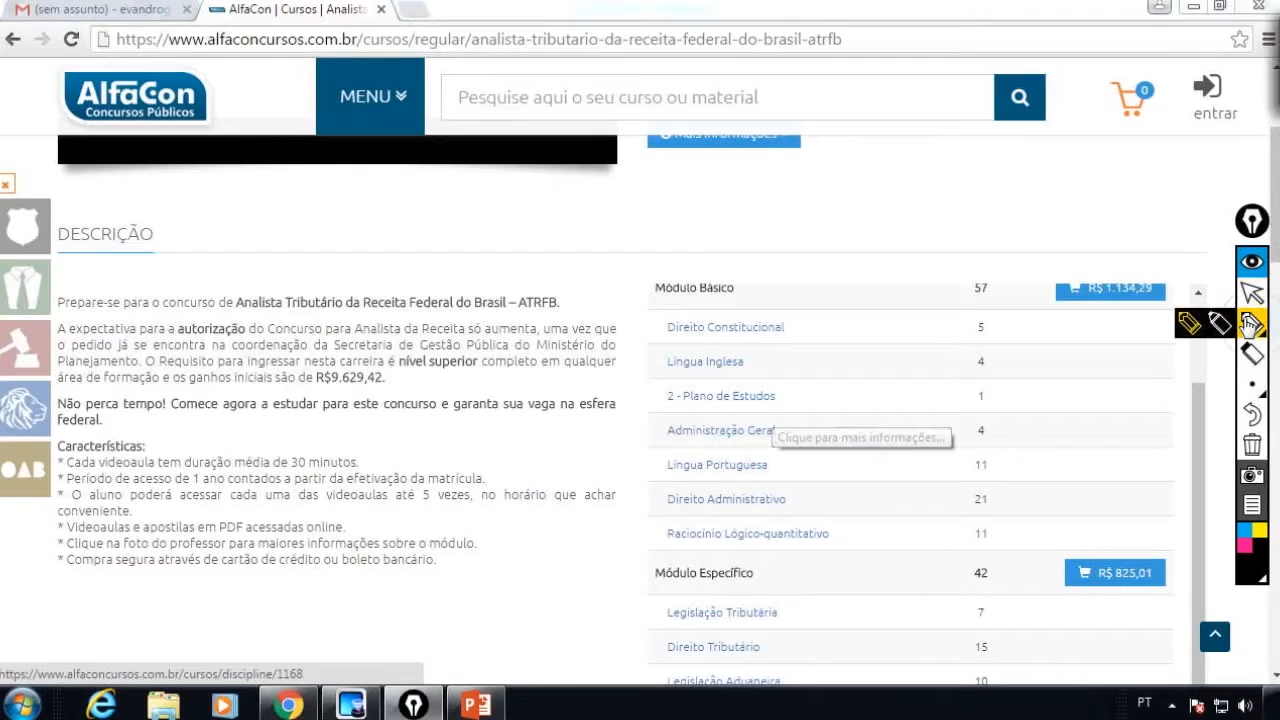 (sem assunto) - evandrog
AlfaCon | Cursos | Analista
https://www.alfaconcursos.com.br/cursos/regular/analista-tributario-da-receita-federal-do-brasil-atrfb
AlfaCon
Concursos Públicos
MENU
Pesquise aqui o seu curso ou material
0
entrar
Mais informações
DESCRIÇÃO
Prepare-se para o concurso de Analista Tributário da Receita Federal do Brasil – ATRFB.
A expectativa para a autorização do Concurso para Analista da Receita só aumenta, uma vez que
o pedido já se encontra na coordenação da Secretaria de Gestão Pública do Ministério do
Planejamento. O Requisito para ingressar nesta carreira é nível superior completo em qualquer
área de formação e os ganhos iniciais são de R$9.629,42.
Não perca tempo! Comece agora a estudar para este concurso e garanta sua vaga na esfera
federal.
Características:
* Cada videoaula tem duração média de 30 minutos.
* Período de acesso de 1 ano contados a partir da efetivação da matrícula.
* O aluno poderá acessar cada uma das videoaulas até 5 vezes, no horário que achar
conveniente.
* Videoaulas e apostilas em PDF acessadas online.
* Clique na foto do professor para maiores informações sobre o módulo.
* Compra segura através de cartão de crédito ou boleto bancário.
Módulo Básico 57 R$ 1.134,29
Direito Constitucional 5
Língua Inglesa 4
2 - Plano de Estudos 1
Administração Geral 4
Clique para mais informações...
Língua Portuguesa 11
Direito Administrativo 21
Raciocínio Lógico-quantitativo 11
Módulo Específico 42 R$ 825,01
Legislação Tributária 7
Direito Tributário 15
Legislação Aduaneira 10
OAB
https://www.alfaconcursos.com.br/cursos/discipline/1168
PT